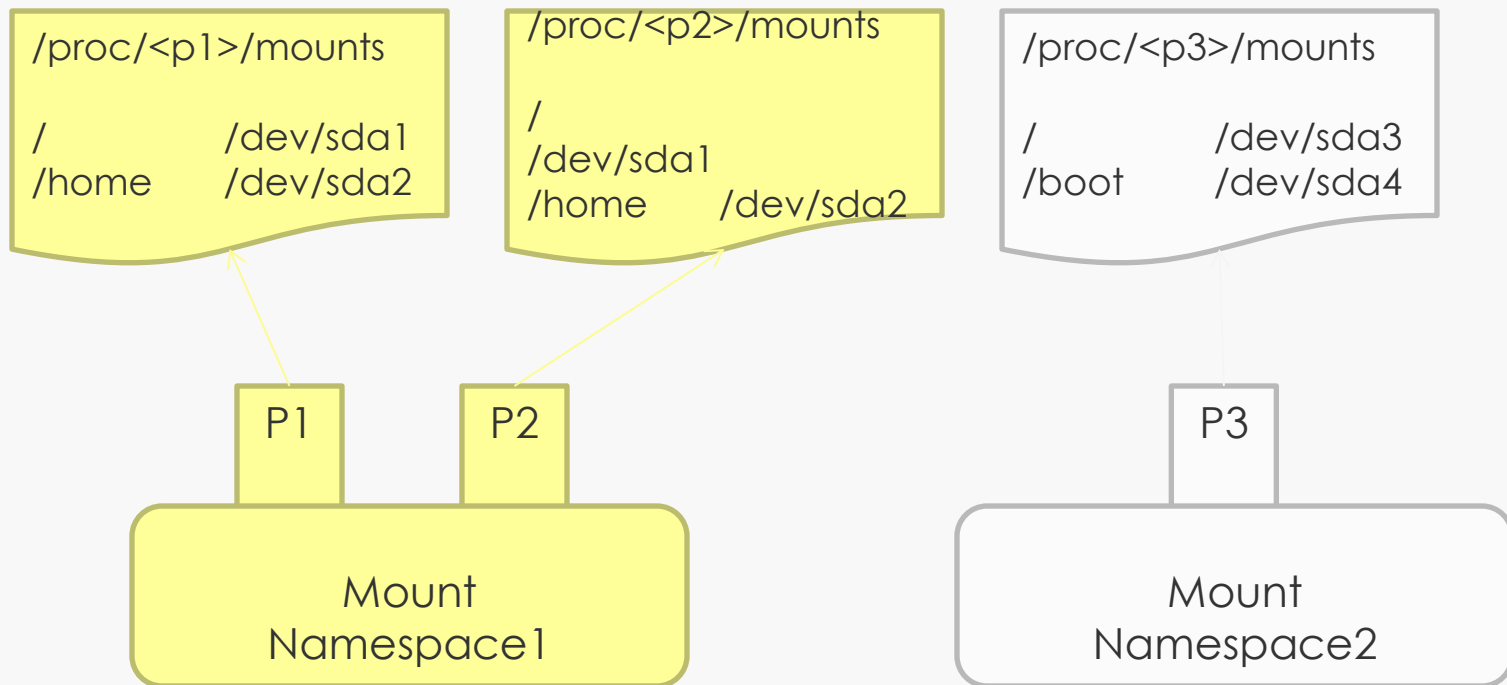 /proc/<p1>/mounts
/ /dev/sda1
/home /dev/sda2
/proc/<p2>/mounts
/
/dev/sda1
/home /dev/sda2
/proc/<p3>/mounts
/ /dev/sda3
/boot /dev/sda4
P1
P2
P3
Mount
Namespace1
Mount
Namespace2